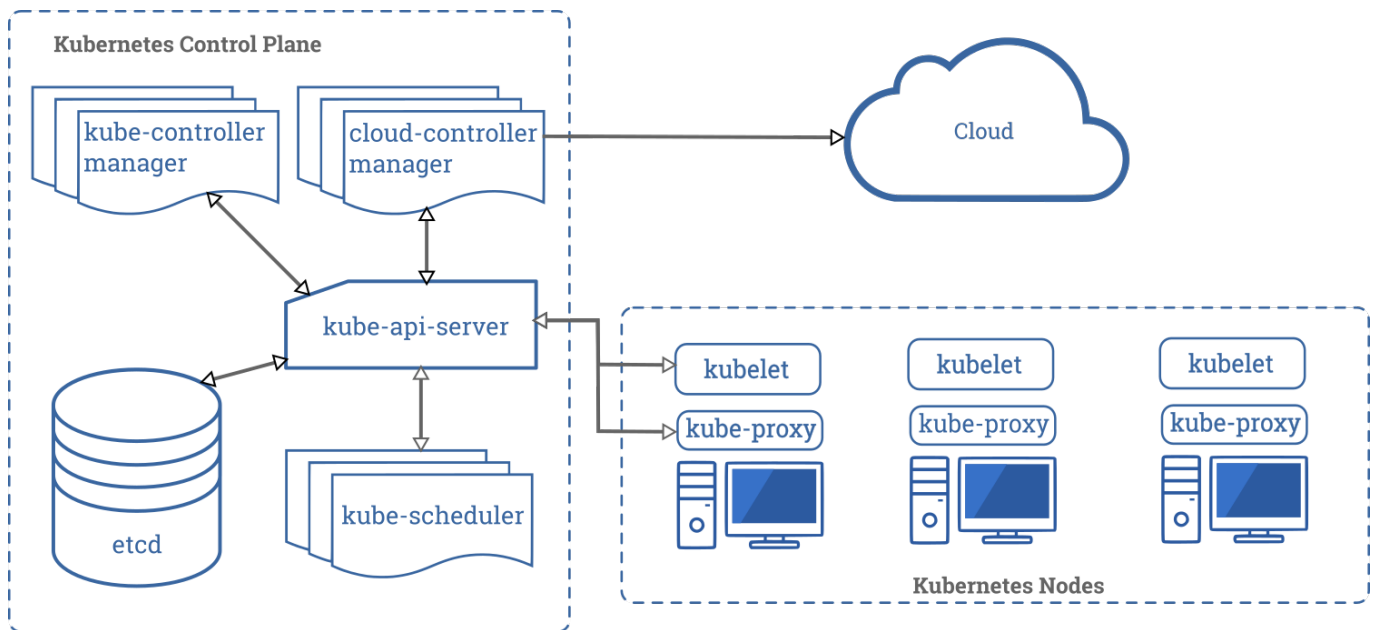 Kubernetes Control Plane
kube-controller
manager
cloud-controller
manager
Cloud
kube-api-server
kubelet
kubelet
kubelet
kube-proxy
kube-proxy
kube-proxy
etcd
kube-scheduler
Kubernetes Nodes